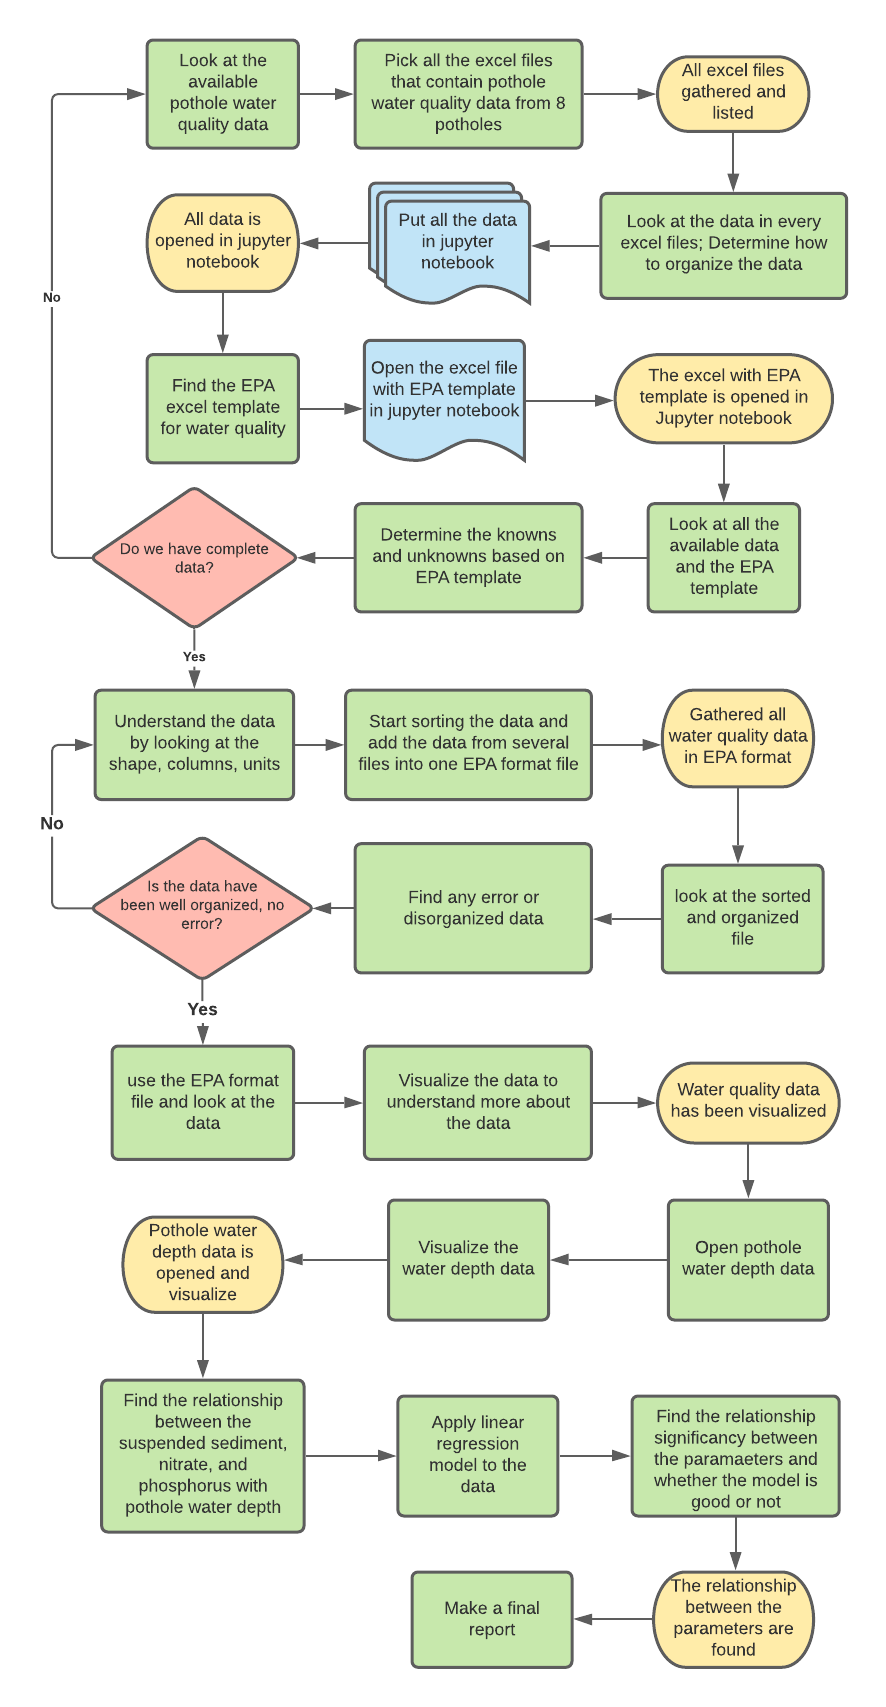 Look at the
available
pothole water
quality data
Pick all the excel files
that contain pothole
water quality data from 8
potholes
All excel files
gathered and
listed
Look at the data in every
excel files; Determine how
to organize the data
Put all the data
in jupyter
notebook
All data is
opened in jupyter
notebook
No
Find the EPA
excel template
for water quality
Open the excel file
with EPA template
in jupyter notebook
The excel with EPA
template is opened in
Jupyter notebook
Look at all the
available data
and the EPA
template
Determine the knowns
and unknowns based on
EPA template
Do we have complete
data?
Yes
Understand the data
by looking at the
shape, columns, units
Start sorting the data and
add the data from several
files into one EPA format file
Gathered all
water quality data
in EPA format
No
look at the sorted
and organized
file
Find any error or
disorganized data
Is the data have
been well organized, no
error?
Yes
use the EPA format
file and look at the
data
Visualize the data to
understand more about
the data
Water quality data
has been visualized
Open pothole
water depth data
Visualize the
water depth data
Pothole water
depth data is
opened and
visualize
Find the relationship
between the
suspended sediment,
nitrate, and
phosphorus with
pothole water depth
Apply linear
regression
model to the
data
Find the relationship
significancy between
the paramaeters and
whether the model is
good or not
The relationship
between the
parameters are
found
Make a final
report